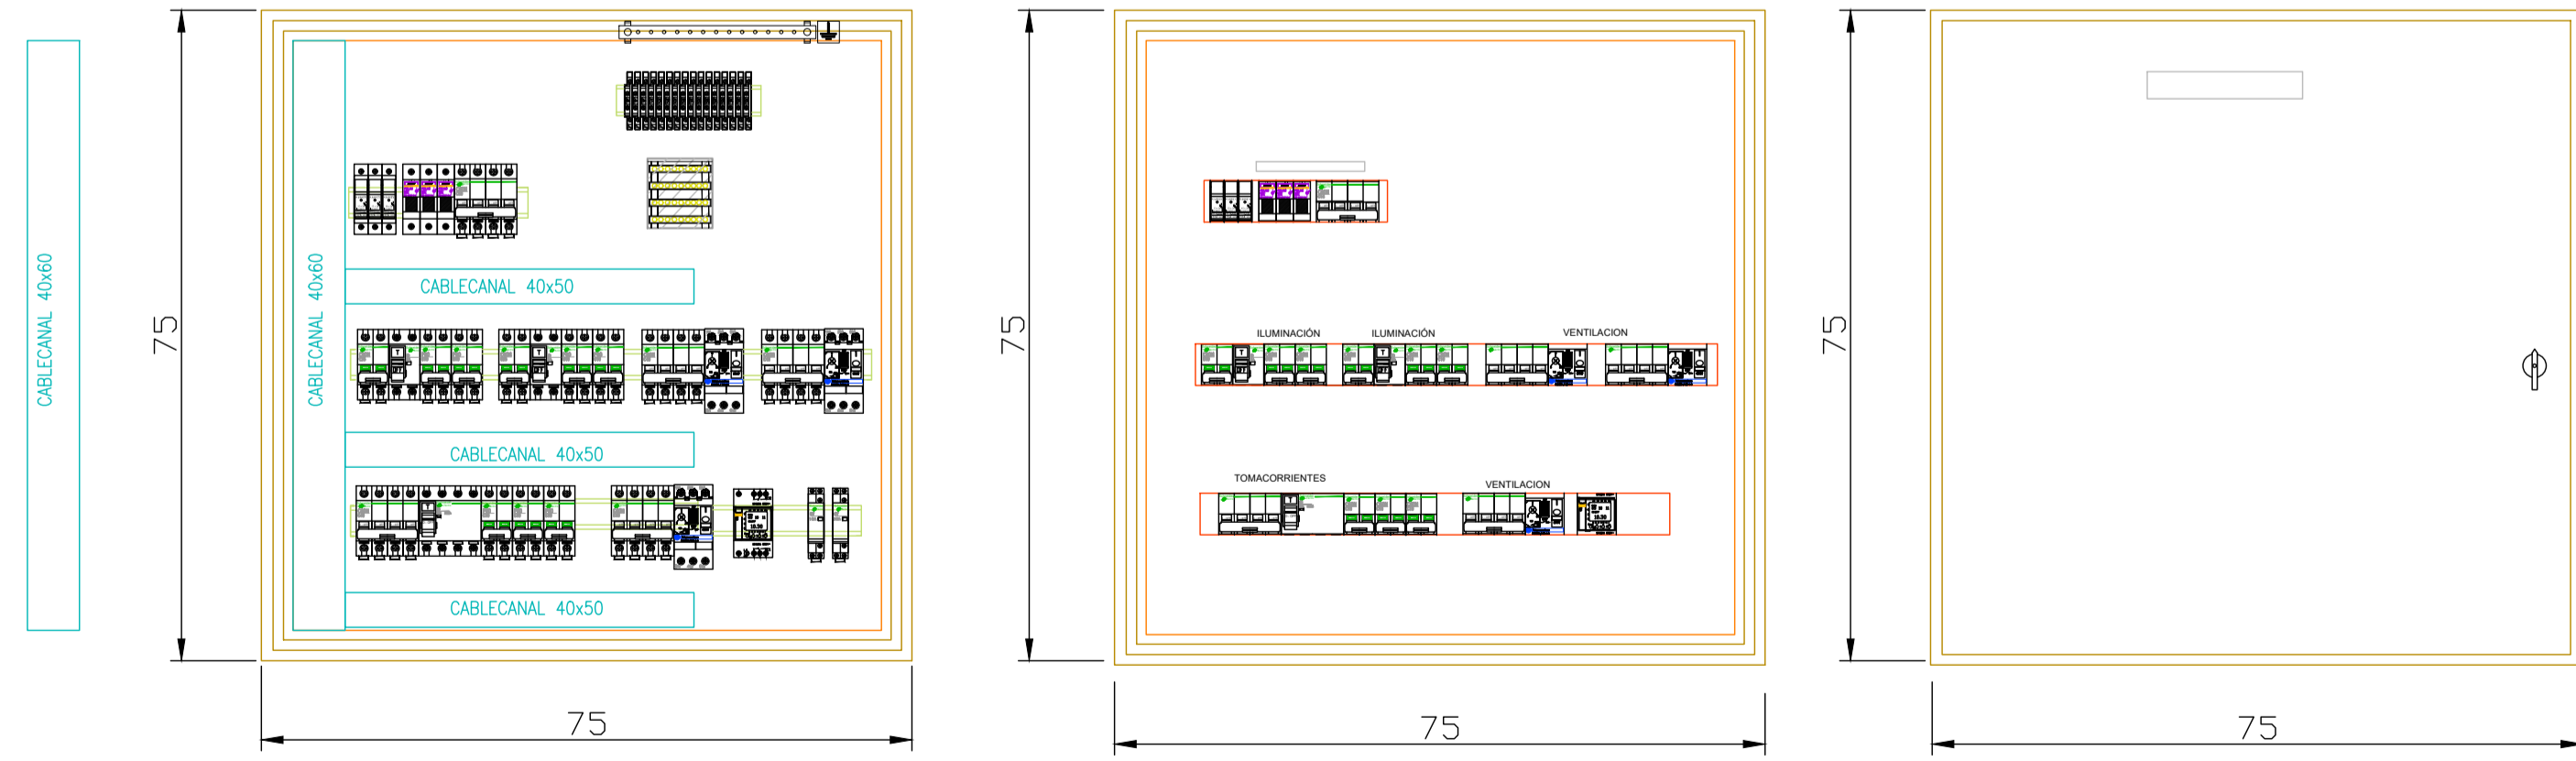 CABLECANAL 40x60
75
CABLECANAL 40x60
CABLECANAL 40x50
CABLECANAL 40x50
CABLECANAL 40x50
75
75
ILUMINACIÓN
ILUMINACIÓN
VENTILACION
TOMACORRIENTES
VENTILACION
75
75
75